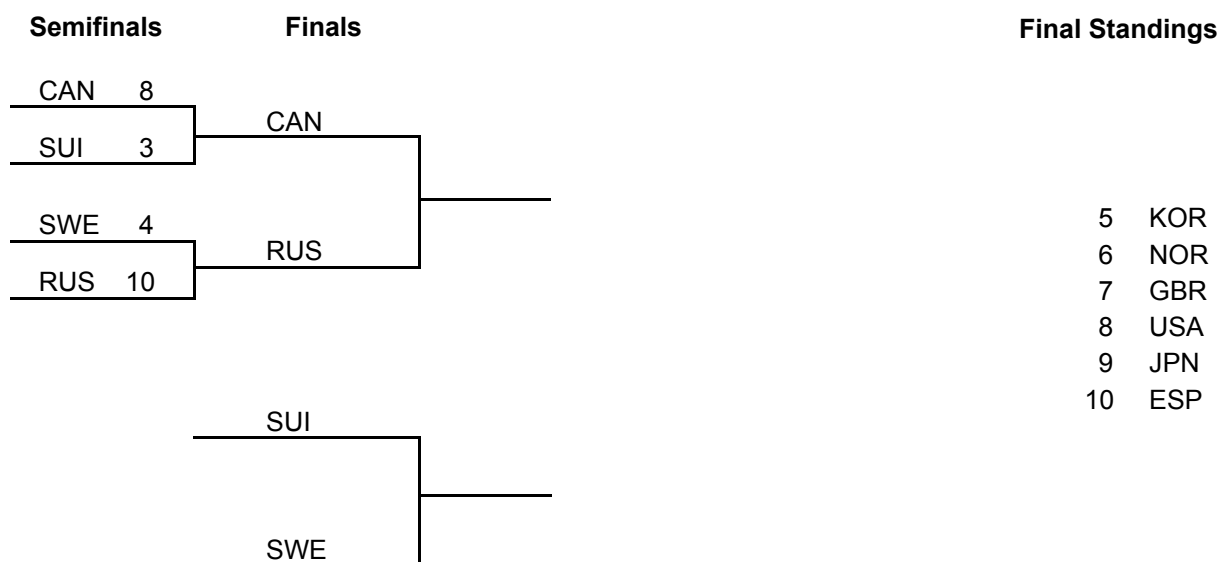 Semifinals Finals Final Standings
CAN 8
CAN
SUI 3
SWE 4
5 KOR
RUS
6 NOR
RUS 10
7 GBR
8 USA
9 JPN
10 ESP
SUI
SWE